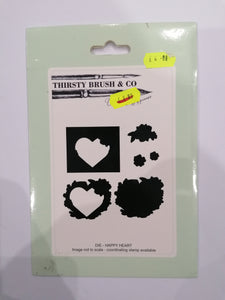 THIRSTY BRUSH & CO
DIE - HAPPY HEART
Image not to scale - coordinating stamp available